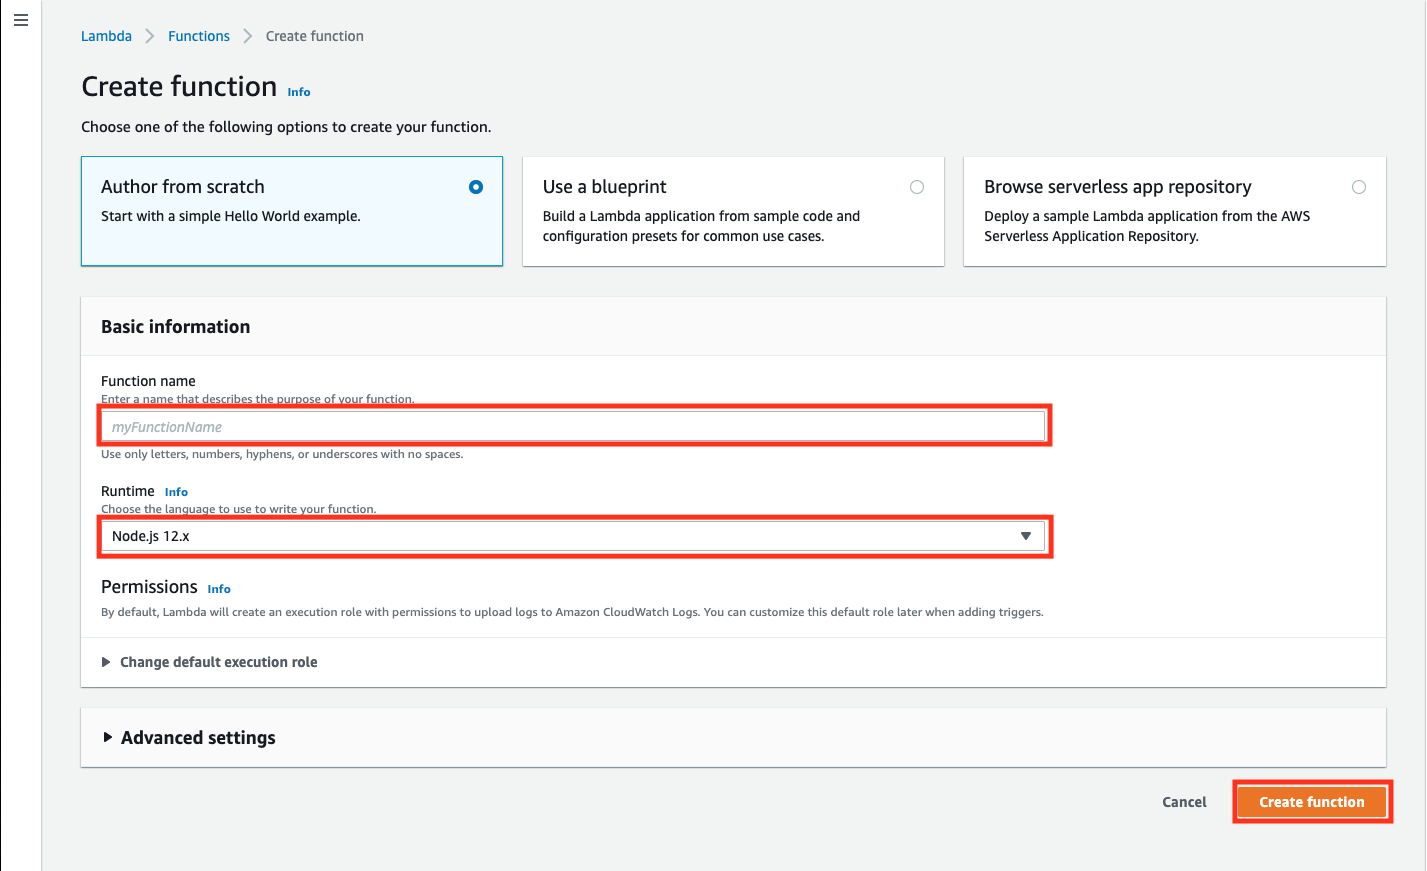 Lambda > Functions > Create function
Create function Info
Choose one of the following options to create your function.
Author from scratch
Start with a simple Hello World example.
Use a blueprint
Build a Lambda application from sample code and
configuration presets for common use cases.
Browse serverless app repository
Deploy a sample Lambda application from the AWS
Serverless Application Repository.
Basic information
Function name
Enter a name that describes the purpose of your function.
myFunctionName
Use only letters, numbers, hyphens, or underscores with no spaces.
Runtime Info
Choose the language to use to write your function.
Node.js 12.x
Permissions Info
By default, Lambda will create an execution role with permissions to upload logs to Amazon CloudWatch Logs. You can customize this default role later when adding triggers.
Change default execution role
Advanced settings
Cancel
Create function